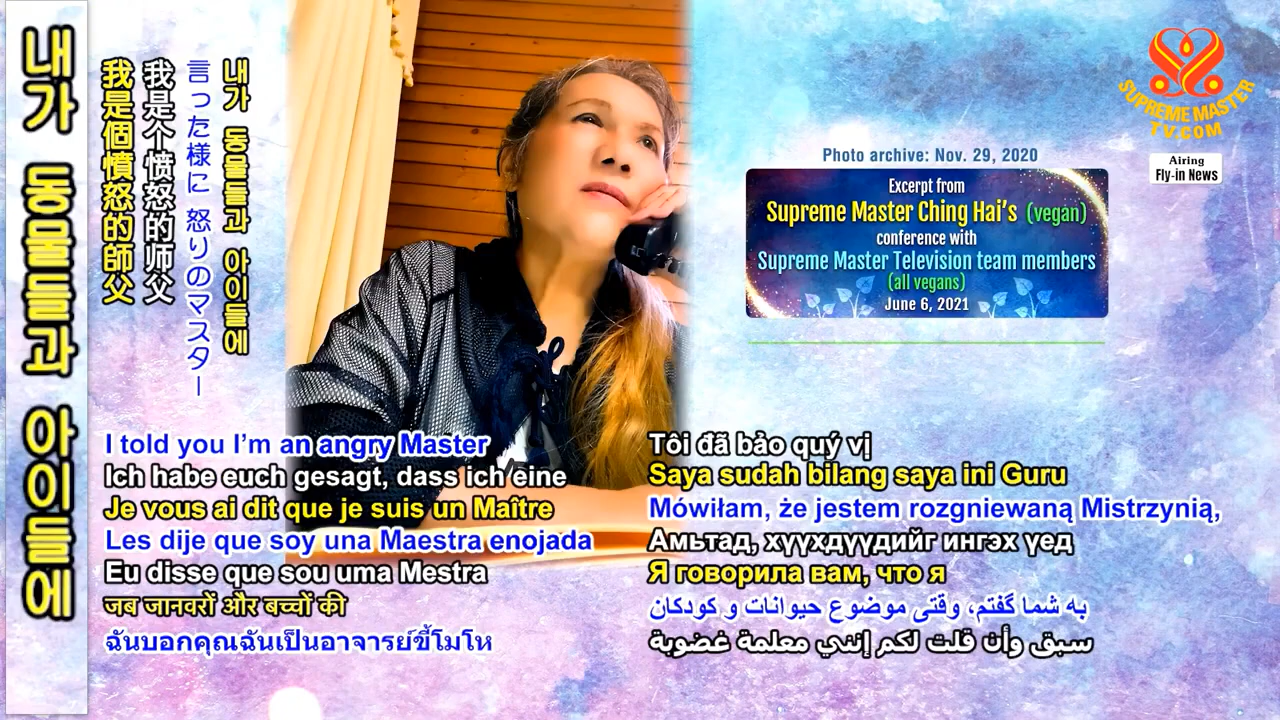 내가 동물들과 아이들에
我是個憤怒的師父
我是个愤怒的师父
言った様に 怒りのマスター
내가 동물들과 아이들에
SUPREME MASTER
TV.COM
Airing
Fly-in News
Photo archive: Nov. 29, 2020
Excerpt from
Supreme Master Ching Hai's (vegan)
conference with
Supreme Master Television team members
(all vegans)
June 6, 2021
I told you I'm an angry Master
Ich habe euch gesagt, dass ich eine
Je vous ai dit que je suis un Maître
Les dije que soy una Maestra enojada
Eu disse que sou uma Mestra
जब जानवरों और बच्चों की
ฉันบอกคุณฉันเป็นอาจารย์ขี้โมโห
Tôi đã bảo quý vị
Saya sudah bilang saya ini Guru
Mówiłam, że jestem rozgniewaną Mistrzynią,
Амьтад, хүүхдүүдийг ингэх үед
Я говорила вам, что я
به شما گفتم، وقتی موضوع حیوانات و کودکان
سبق وأن قلت لكم إنني معلمة غضوبة